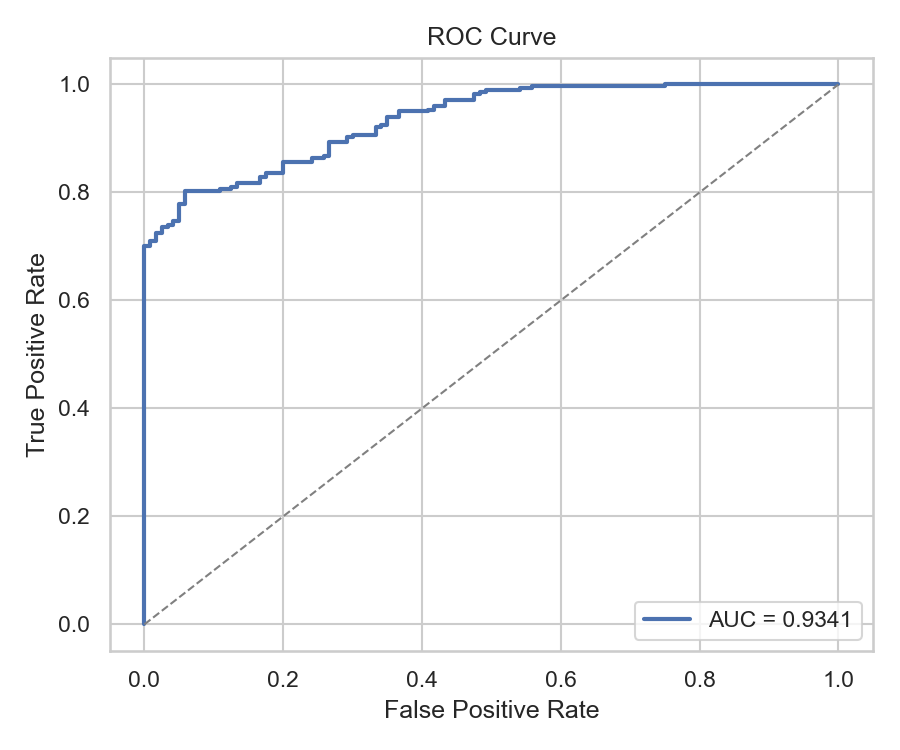 ROC Curve
1.0
0.8
0.6
0.4
0.2
0.0
True Positive Rate
AUC = 0.9341
0.0 0.2 0.4 0.6 0.8 1.0
False Positive Rate